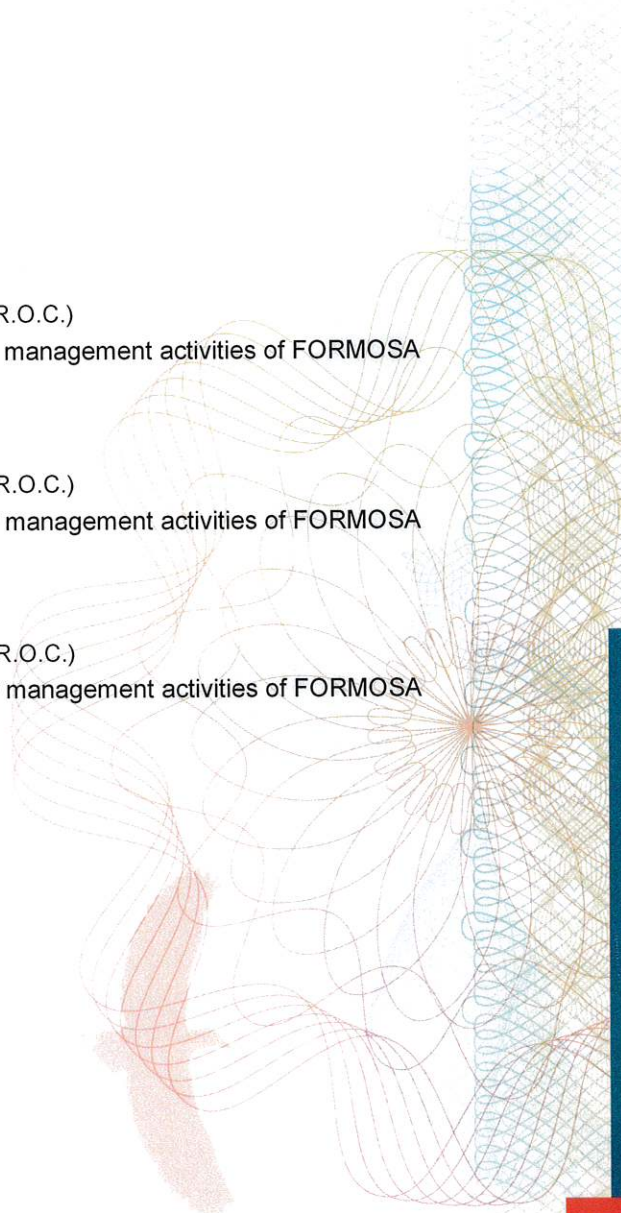 R.O.C.)
management activities of FORMOSA
R.O.C.)
management activities of FORMOSA
R.O.C.)
management activities of FORMOSA